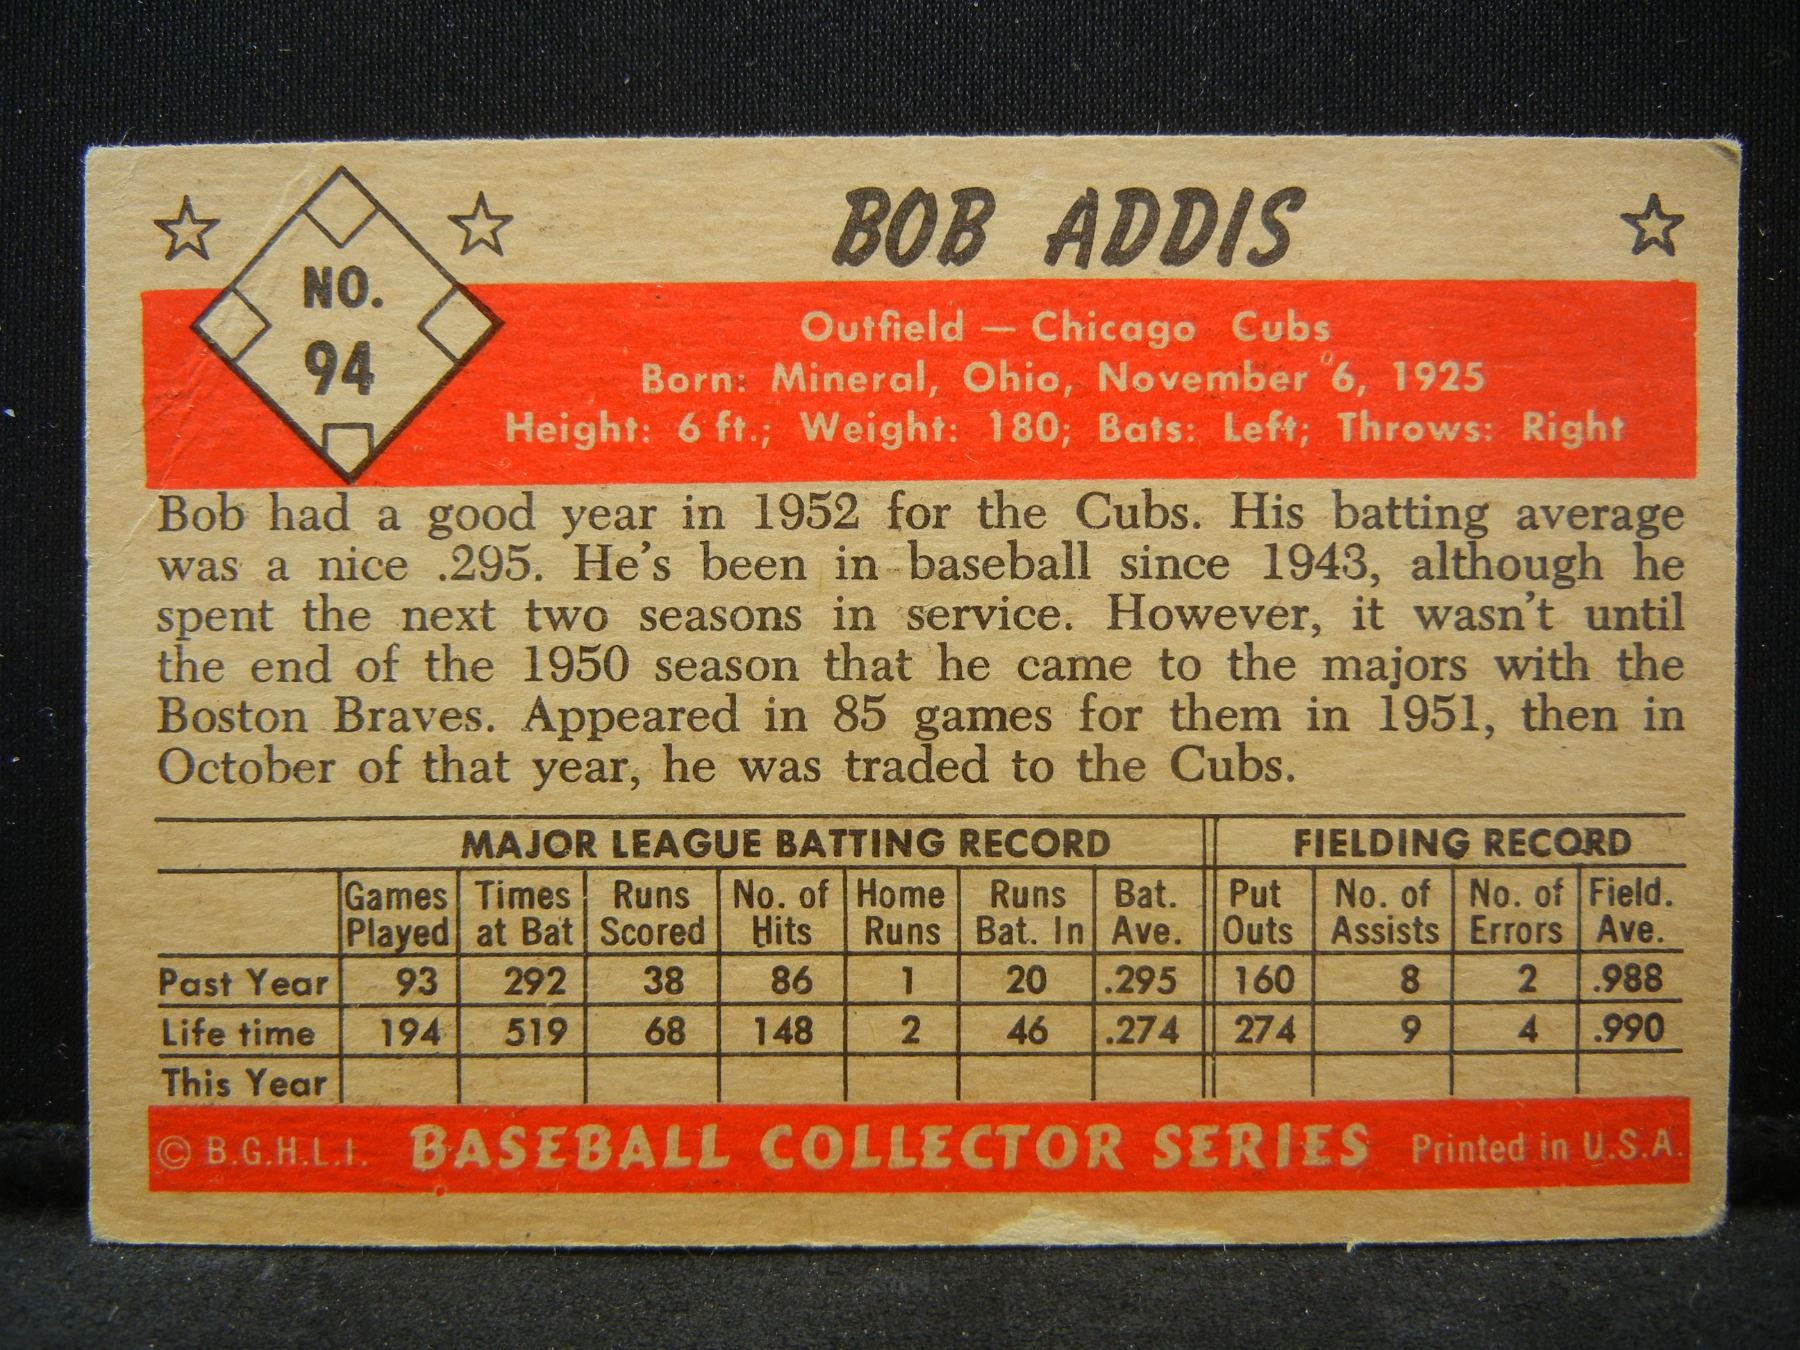 NO.
94
BOB ADDIS
Outfield — Chicago Cubs
Born: Mineral, Ohio, November 6, 1925
Height: 6 ft.; Weight: 180; Bats: Left; Throws: Right
Bob had a good year in 1952 for the Cubs. His batting average
was a nice .295. He's been in baseball since 1943, although he
spent the next two seasons in service. However, it wasn't until
the end of the 1950 season that he came to the majors with the
Boston Braves. Appeared in 85 games for them in 1951, then in
October of that year, he was traded to the Cubs.
MAJOR LEAGUE BATTING RECORD FIELDING RECORD
Games Times Runs No. of Home Runs Bat. Put No. of No. of Field.
Played at Bat Scored Hits Runs Bat. In Ave. Outs Assists Errors Ave.
Past Year 93 292 38 86 1 20 .295 160 8 2 .988
Life time 194 519 68 148 2 46 .274 274 9 4 .990
This Year
© B.G.H.L.I. BASEBALL COLLECTOR SERIES Printed in U.S.A.